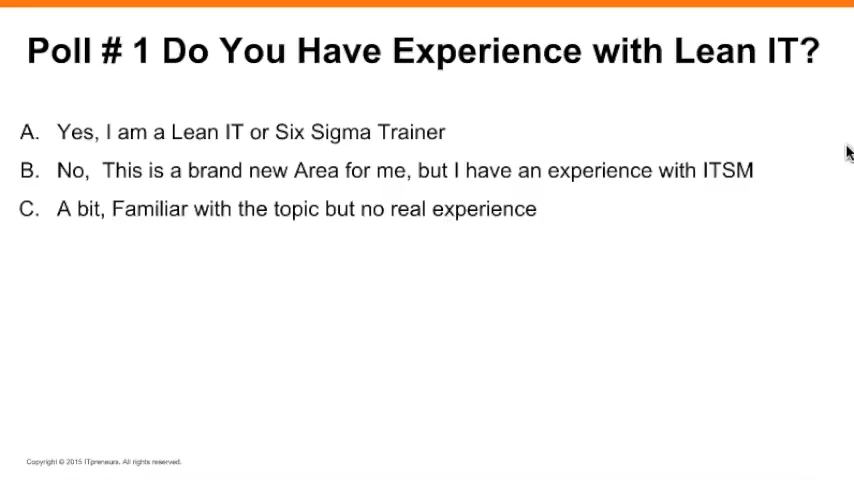 Poll # 1 Do You Have Experience with Lean IT?
A. Yes, I am a Lean IT or Six Sigma Trainer
B. No, This is a brand new Area for me, but I have an experience with ITSM
C. A bit, Familiar with the topic but no real experience
Copyright © 2015 ITpreneurs. All rights reserved.